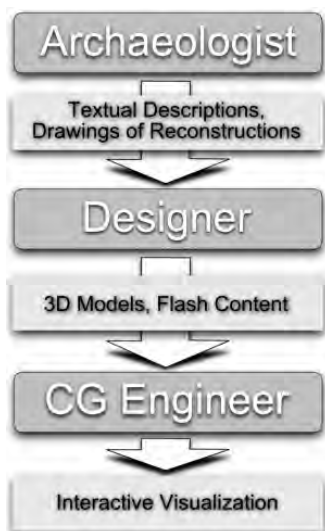 Archaeologist
Textual Descriptions,
Drawings of Reconstructions
Designer
3D Models, Flash Content
CG Engineer
Interactive Visualization